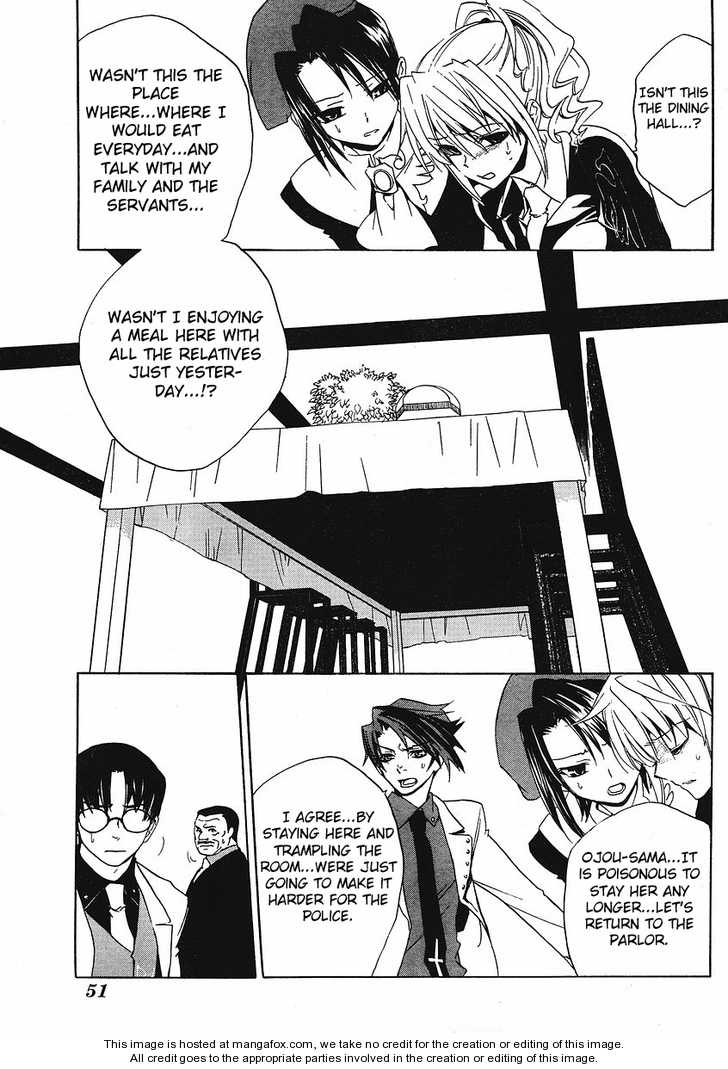 ISN'T THIS
THE DINING
HALL...?
WASN'T THIS THE
PLACE
WHERE...WHERE I
WOULD EAT
EVERYDAY...AND
TALK WITH MY
FAMILY AND THE
SERVANTS...
WASN'T I ENJOYING
A MEAL HERE WITH
ALL THE RELATIVES
JUST YESTER-
DAY...!?
OJOU-SAMA...IT
IS POISONOUS TO
STAY HER ANY
LONGER...LET'S
RETURN TO THE
PARLOR.
I AGREE...BY
STAYING HERE AND
TRAMPLING THE
ROOM...WERE JUST
GOING TO MAKE IT
HARDER FOR THE
POLICE.
51
This image is hosted at mangafox.com, we take no credit for the creation or editing of this image.
All credit goes to the appropriate parties involved in the creation or editing of this image.